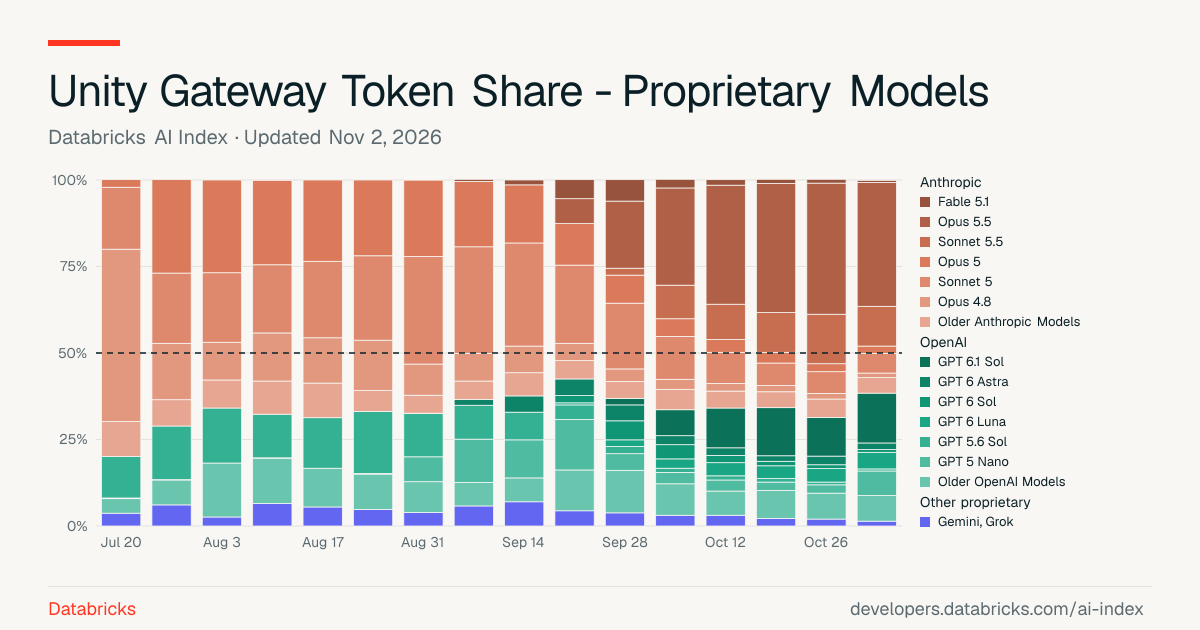 Unity Gateway Token Share - Proprietary Models
Databricks AI Index · Updated Nov 2, 2026
100%
75%
50%
25%
0%
Jul 20
Aug 3
Aug 17
Aug 31
Sep 14
Sep 28
Oct 12
Oct 26
Anthropic
Fable 5.1
Opus 5.5
Sonnet 5.5
Opus 5
Sonnet 5
Opus 4.8
Older Anthropic Models
OpenAI
GPT 6.1 Sol
GPT 6 Astra
GPT 6 Sol
GPT 6 Luna
GPT 5.6 Sol
GPT 5 Nano
Older OpenAI Models
Other proprietary
Gemini, Grok
Databricks
developers.databricks.com/ai-index